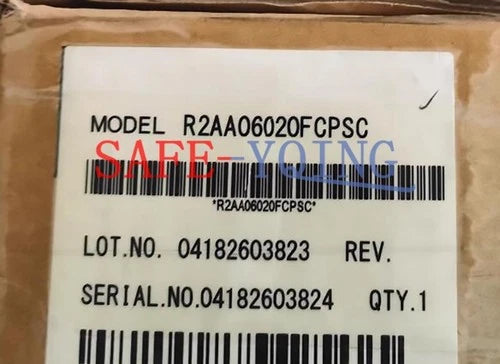 MODEL R2AA06020FCPSC
SAFE-YQING
*R2AA06020FCPSC*
LOT.NO. 04182603823 REV.
SERIAL.NO.04182603824 QTY.1